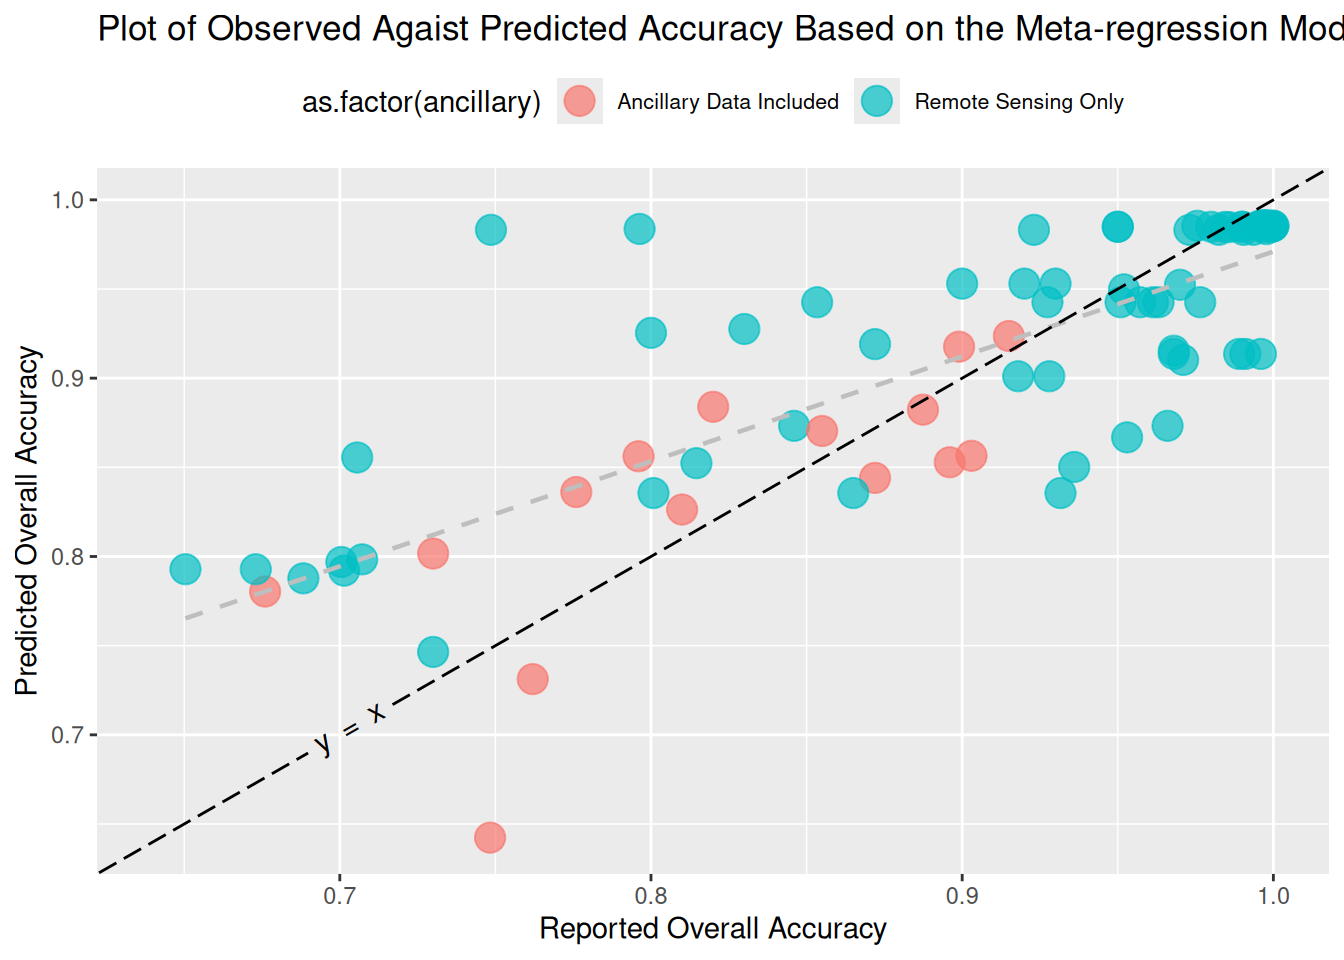 Plot of Observed Agaist Predicted Accuracy Based on the Meta-regression Mod
as.factor(ancillary) Ancillary Data Included Remote Sensing Only
1.0
0.9
0.8
0.7
Predicted Overall Accuracy
y = x
0.7 0.8 0.9 1.0
Reported Overall Accuracy